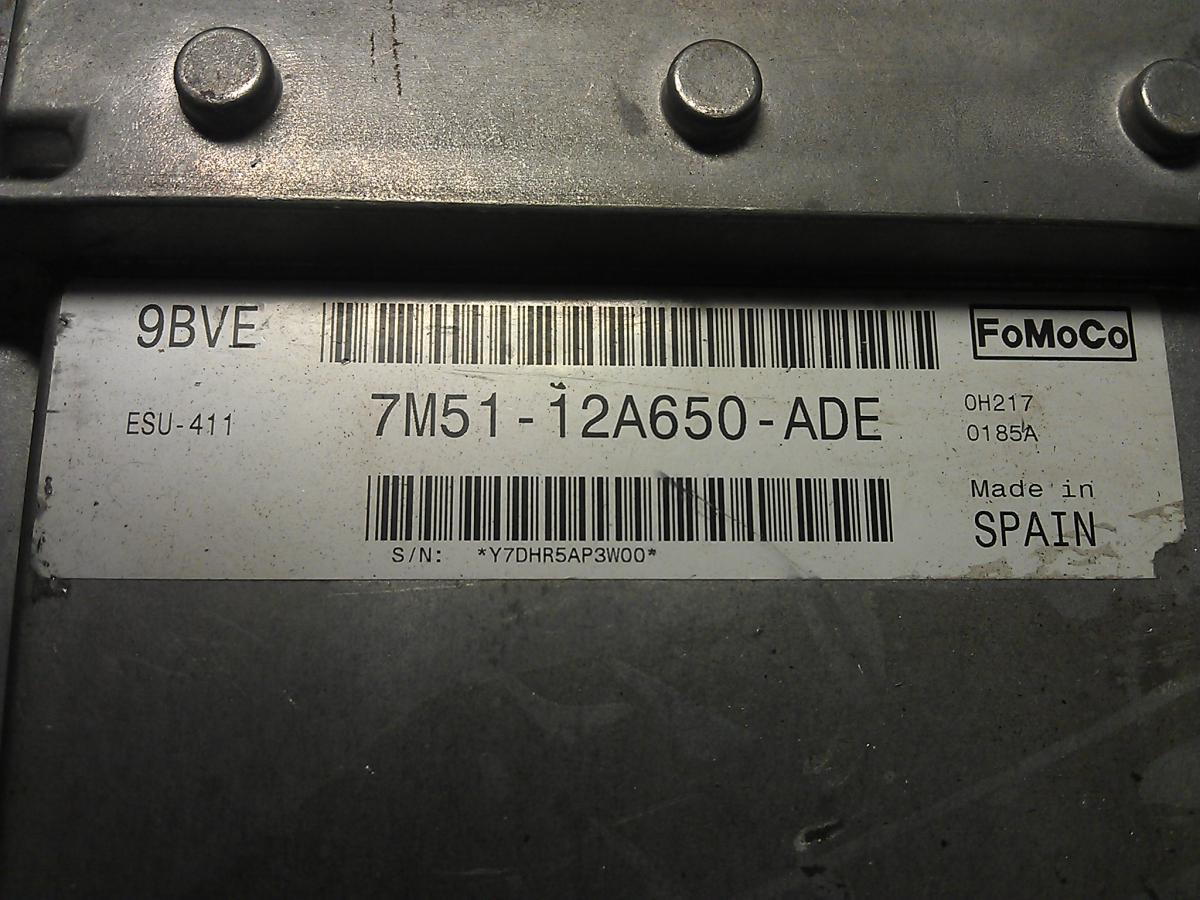 9BVE
FoMoCo
ESU-411
7M51-12A650-ADE
0H217
0185A
Made in
SPAIN
S/N: *Y7DHR5AP3W00*